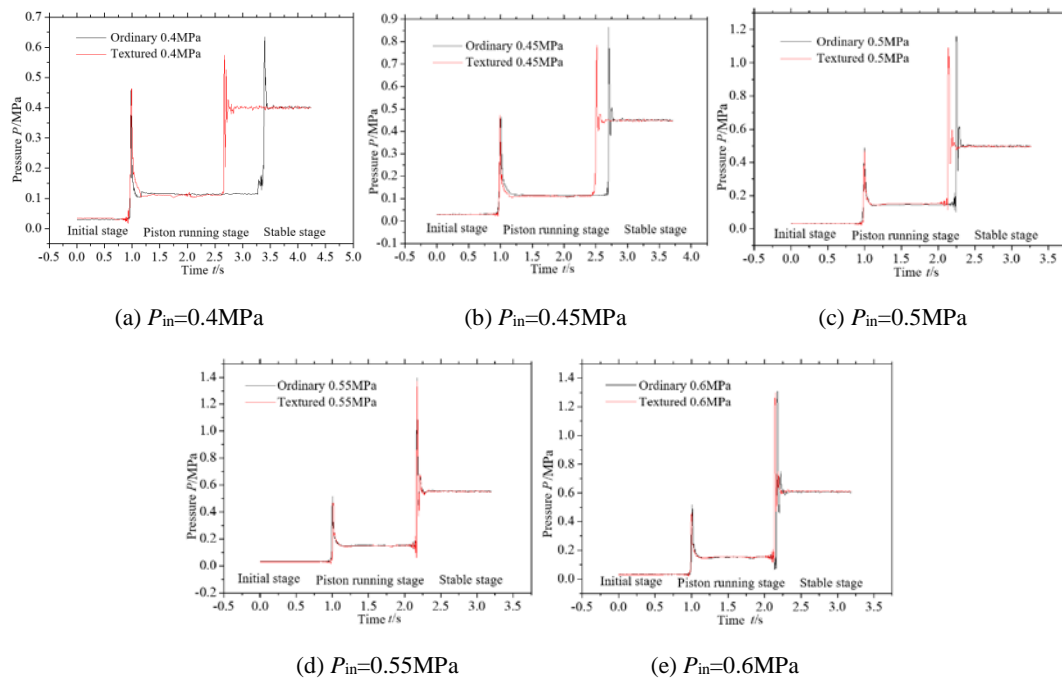 Ordinary 0.4MPa
Textured 0.4MPa
Pressure P/MPa
0.7
0.6
0.5
0.4
0.3
0.2
0.1
0.0
Initial stage Piston running stage Stable stage
-0.5 0.0 0.5 1.0 1.5 2.0 2.5 3.0 3.5 4.0 4.5 5.0
Time t/s
(a) Pin=0.4MPa
Ordinary 0.45MPa
Textured 0.45MPa
Pressure P/MPa
0.9
0.8
0.7
0.6
0.5
0.4
0.3
0.2
0.1
0.0
-0.1
Initial stage Piston running stage Stable stage
-0.5 0.0 0.5 1.0 1.5 2.0 2.5 3.0 3.5 4.0
Time t/s
(b) Pin=0.45MPa
Ordinary 0.5MPa
Textured 0.5MPa
Pressure P/MPa
1.2
1.0
0.8
0.6
0.4
0.2
0.0
Initial stage Piston running stage Stable stage
-0.5 0.0 0.5 1.0 1.5 2.0 2.5 3.0 3.5
Time t/s
(c) Pin=0.5MPa
Ordinary 0.55MPa
Textured 0.55MPa
Pressure P/MPa
1.4
1.2
1.0
0.8
0.6
0.4
0.2
0.0
-0.2
Initial stage Piston running stage Stable stage
-0.5 0.0 0.5 1.0 1.5 2.0 2.5 3.0 3.5
Time t/s
(d) Pin=0.55MPa
Ordinary 0.6MPa
Textured 0.6MPa
Pressure P/MPa
1.4
1.2
1.0
0.8
0.6
0.4
0.2
0.0
Initial stage Piston running stage Stable stage
-0.5 0.0 0.5 1.0 1.5 2.0 2.5 3.0 3.5
Time t/s
(e) Pin=0.6MPa